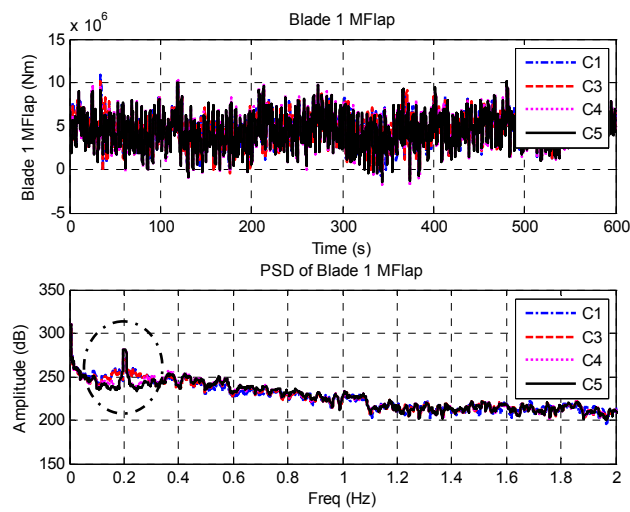 Blade 1 MFlap
x 10^6
15
10
5
0
-5
Blade 1 MFlap (Nm)
C1
C3
C4
C5
0 100 200 300 400 500 600
Time (s)
PSD of Blade 1 MFlap
350
300
250
200
150
Amplitude (dB)
C1
C3
C4
C5
0 0.2 0.4 0.6 0.8 1 1.2 1.4 1.6 1.8 2
Freq (Hz)